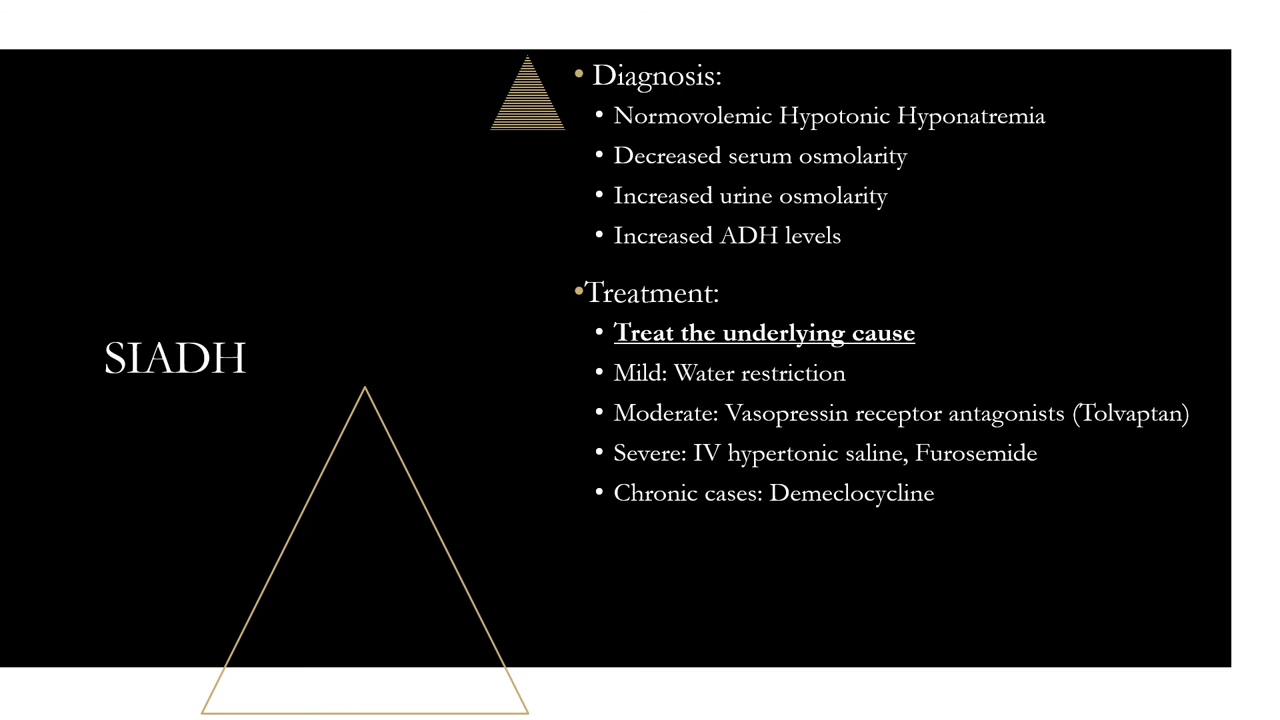 SIADH
• Diagnosis:
• Normovolemic Hypotonic Hyponatremia
• Decreased serum osmolarity
• Increased urine osmolarity
• Increased ADH levels
•Treatment:
• Treat the underlying cause
• Mild: Water restriction
• Moderate: Vasopressin receptor antagonists (Tolvaptan)
• Severe: IV hypertonic saline, Furosemide
• Chronic cases: Demeclocycline